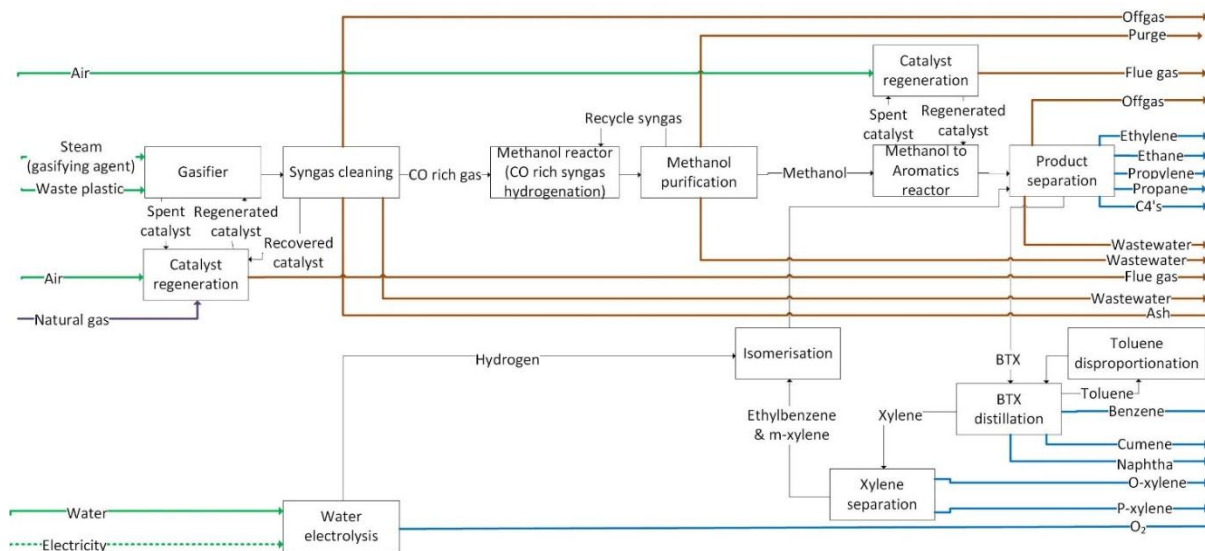 Offgas
Purge
Air
Catalyst
regeneration
Flue gas
Offgas
Recycle syngas
Spent
catalyst
Regenerated
catalyst
Ethylene
Steam
(gasifying agent)
Gasifier
Syngas cleaning
CO rich gas
Methanol reactor
(CO rich syngas
hydrogenation)
Methanol
purification
Methanol
Methanol to
Aromatics
reactor
Product
separation
Ethane
Propylene
Propane
C4's
Waste plastic
Spent
catalyst
Regenerated
catalyst
Recovered
catalyst
Wastewater
Wastewater
Air
Catalyst
regeneration
Flue gas
Wastewater
Natural gas
Ash
Hydrogen
Isomerisation
BTX
Toluene
disproportionation
Toluene
Ethylbenzene
& m-xylene
Xylene
BTX
distillation
Benzene
Cumene
Naphtha
Xylene
separation
O-xylene
P-xylene
Water
Water
electrolysis
O2
Electricity